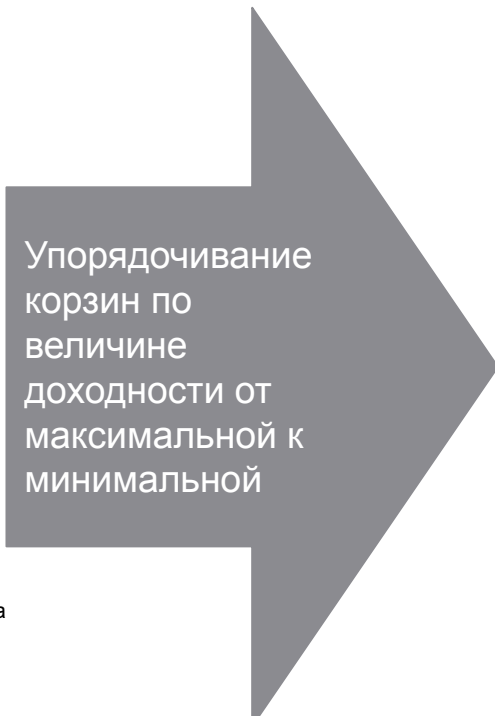 Упорядочивание
корзин по
величине
доходности от
максимальной к
минимальной
а